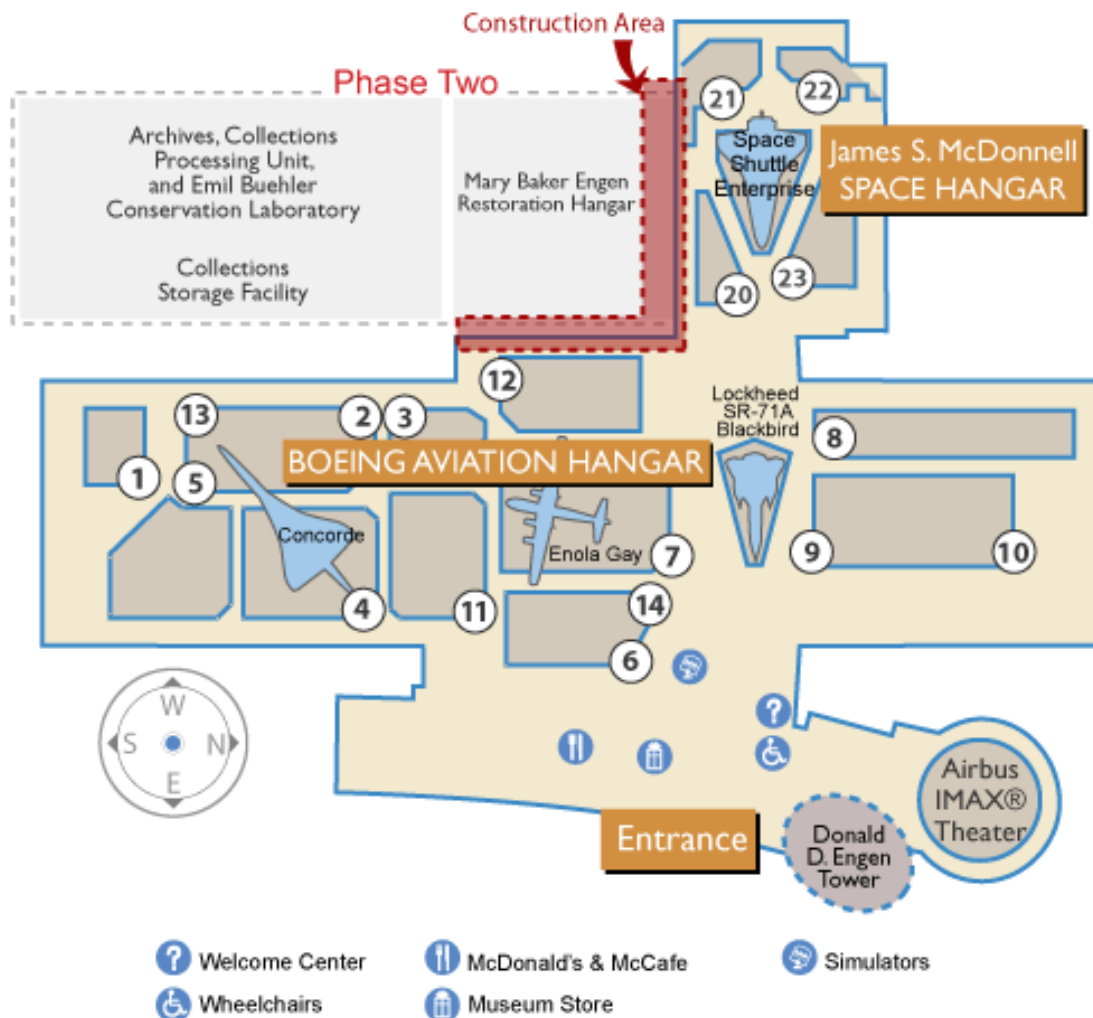 Construction Area
Phase Two
Archives, Collections
Processing Unit,
and Emil Buehler
Conservation Laboratory
Collections
Storage Facility
Mary Baker Engen
Restoration Hangar
21
22
Space
Shuttle
Enterprise
James S. McDonnell
SPACE HANGAR
20
23
12
Lockheed
SR-71A
Blackbird
13
2
3
8
BOEING AVIATION HANGAR
1
5
Concorde
Enola Gay
7
9
10
4
11
14
6
W
S
N
E
?
Airbus
IMAX®
Theater
Entrance
Donald
D. Engen
Tower
? Welcome Center
McDonald's & McCafe
Simulators
Wheelchairs
Museum Store